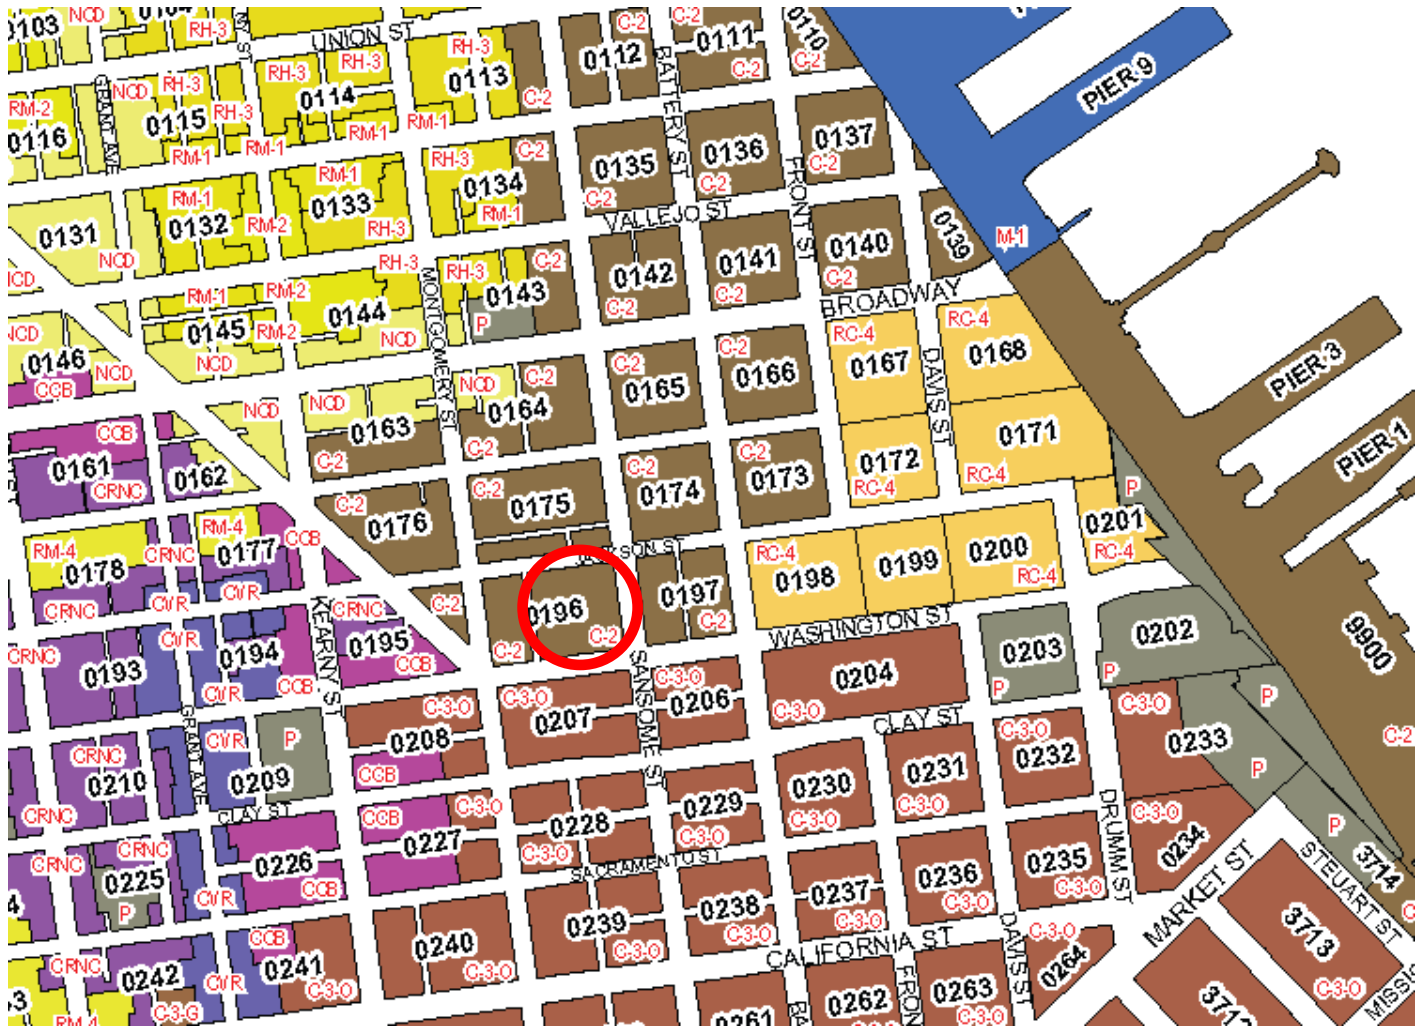 0103
NCD
0104
RH-3
UNION ST
C-2
0112
C-2
0111
C-2
0110
C-2
PIER 9
RM-2
0116
GRANT AVE
NCD
RH-3
0115
RH-3
RM-1
RH-3
0114
RH-3
RM-1
RM-1
RH-3
0113
C-2
BATTERY ST
0135
C-2
0136
C-2
0137
C-2
FRONT ST
0131
NCD
RM-1
0132
RM-2
RM-1
0133
RH-3
RH-3
0134
RM-1
C-2
VALLEJO ST
0142
C-2
0141
C-2
0140
C-2
0139
M-1
NCD
RM-1
0145
RM-2
RM-2
NCD
0144
RH-3
NCD
MONTGOMERY ST
RH-3
0143
P
C-2
BROADWAY
NCD
0146
CCB
NCD
NCD
NCD
0163
C-2
NCD
0164
C-2
C-2
C-2
0165
C-2
0166
RC-4
0167
DAVIS ST
RC-4
0168
PIER 3
CCB
0161
CRNC
0162
C-2
0176
C-2
0175
C-2
0174
C-2
0173
0172
RC-4
0171
RC-4
PIER 1
P
RM-4
0178
CRNC
CRNC
RM-4
0177
CCB
CVR
CRNC
C-2
0196
C-2
C-2
0197
C-2
RC-4
0198
0199
0200
RC-4
0201
RC-4
WASHINGTON ST
CRNC
0193
CVR
0194
CCB
KEARNY ST
0195
CCB
SANSOME ST
0203
P
0202
P
9900
GRANT AVE
CVR
P
C-3-O
0208
CCB
C-3-O
0207
C-3-O
0206
0204
C-3-O
CLAY ST
C-3-O
0232
C-3-O
0233
P
P
C-2
CRNC
0210
CRNC
0209
CLAY ST
CCB
0227
C-3-O
0228
C-3-O
0229
C-3-O
0230
C-3-O
0231
C-3-O
DRUMM ST
C-3-O
0234
P
CRNC
CRNC
0225
P
CVR
0226
CCB
SACRAMENTO ST
0235
C-3-O
MARKET ST
STEUART ST
3714
CCB
0241
C-3-O
0240
C-3-O
0239
C-3-O
0238
C-3-O
0237
C-3-O
0236
C-3-O
CALIFORNIA ST
DAVIS ST
C-3-O
0264
3713
C-3-O
CRNC
0242
CVR
C-3-G
RM-4
0261
0262
0263
C-3-O